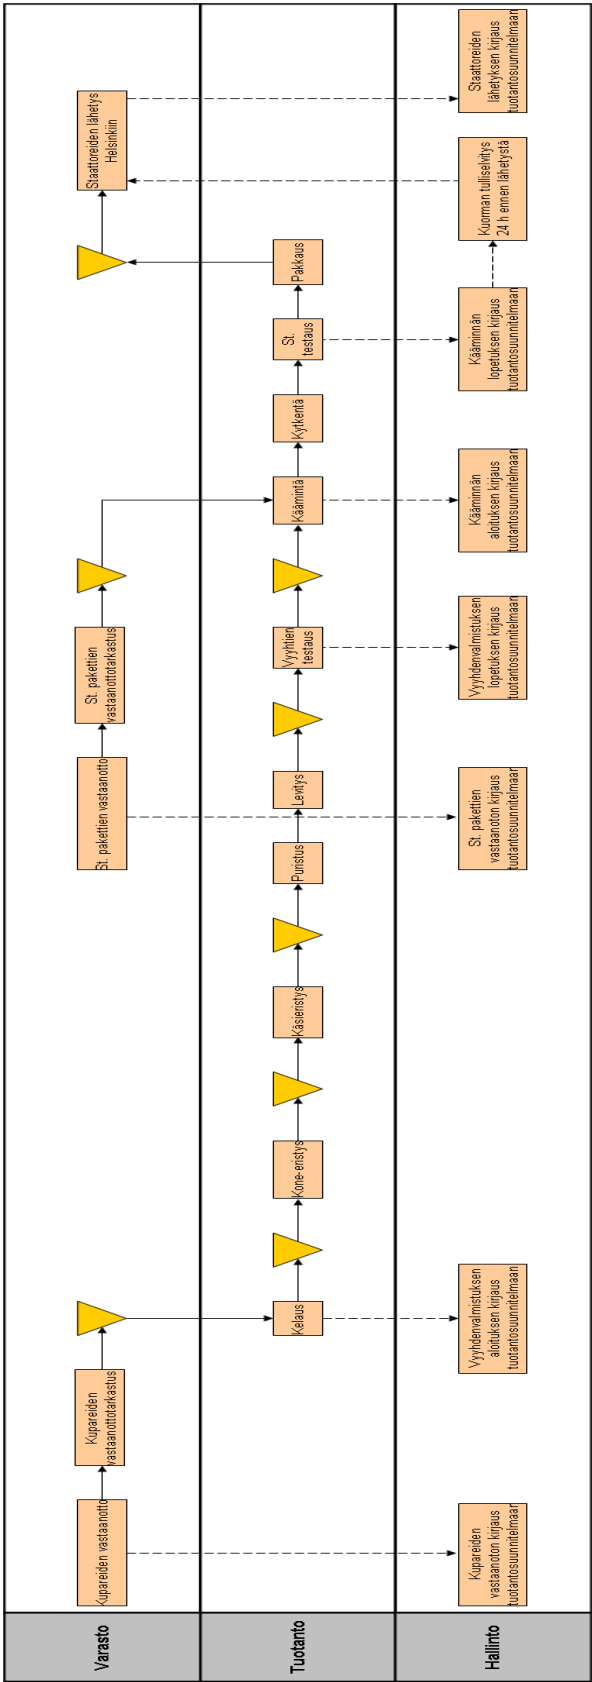 Varasto
Kupareiden vastaanotto
Kupareiden
vastaanottotarkastus
St. pakettien vastaanotto
St. pakettien
vastaanottotarkastus
Staattoreiden lähetys
Helsinkiin
Tuotanto
Kelaus
Kone-eristys
Käsieristys
Puristus
Levitys
Vyyhtien
testaus
Käämintä
Kytkentä
St.
testaus
Pakkaus
Hallinto
Kupareiden
vastaanoton kirjaus
tuotantosuunnitelmaan
Vyyhdenvalmistuksen
aloituksen kirjaus
tuotantosuunnitelmaan
St. pakettien
vastaanoton kirjaus
tuotantosuunnitelmaan
Vyyhdenvalmistuksen
lopetuksen kirjaus
tuotantosuunnitelmaan
Kääminnän
aloituksen kirjaus
tuotantosuunnitelmaan
Kääminnän
lopetuksen kirjaus
tuotantosuunnitelmaan
Kuorman tulliselvitys
24 h ennen lähetystä
Staattoreiden
lähetyksen kirjaus
tuotantosuunnitelmaan